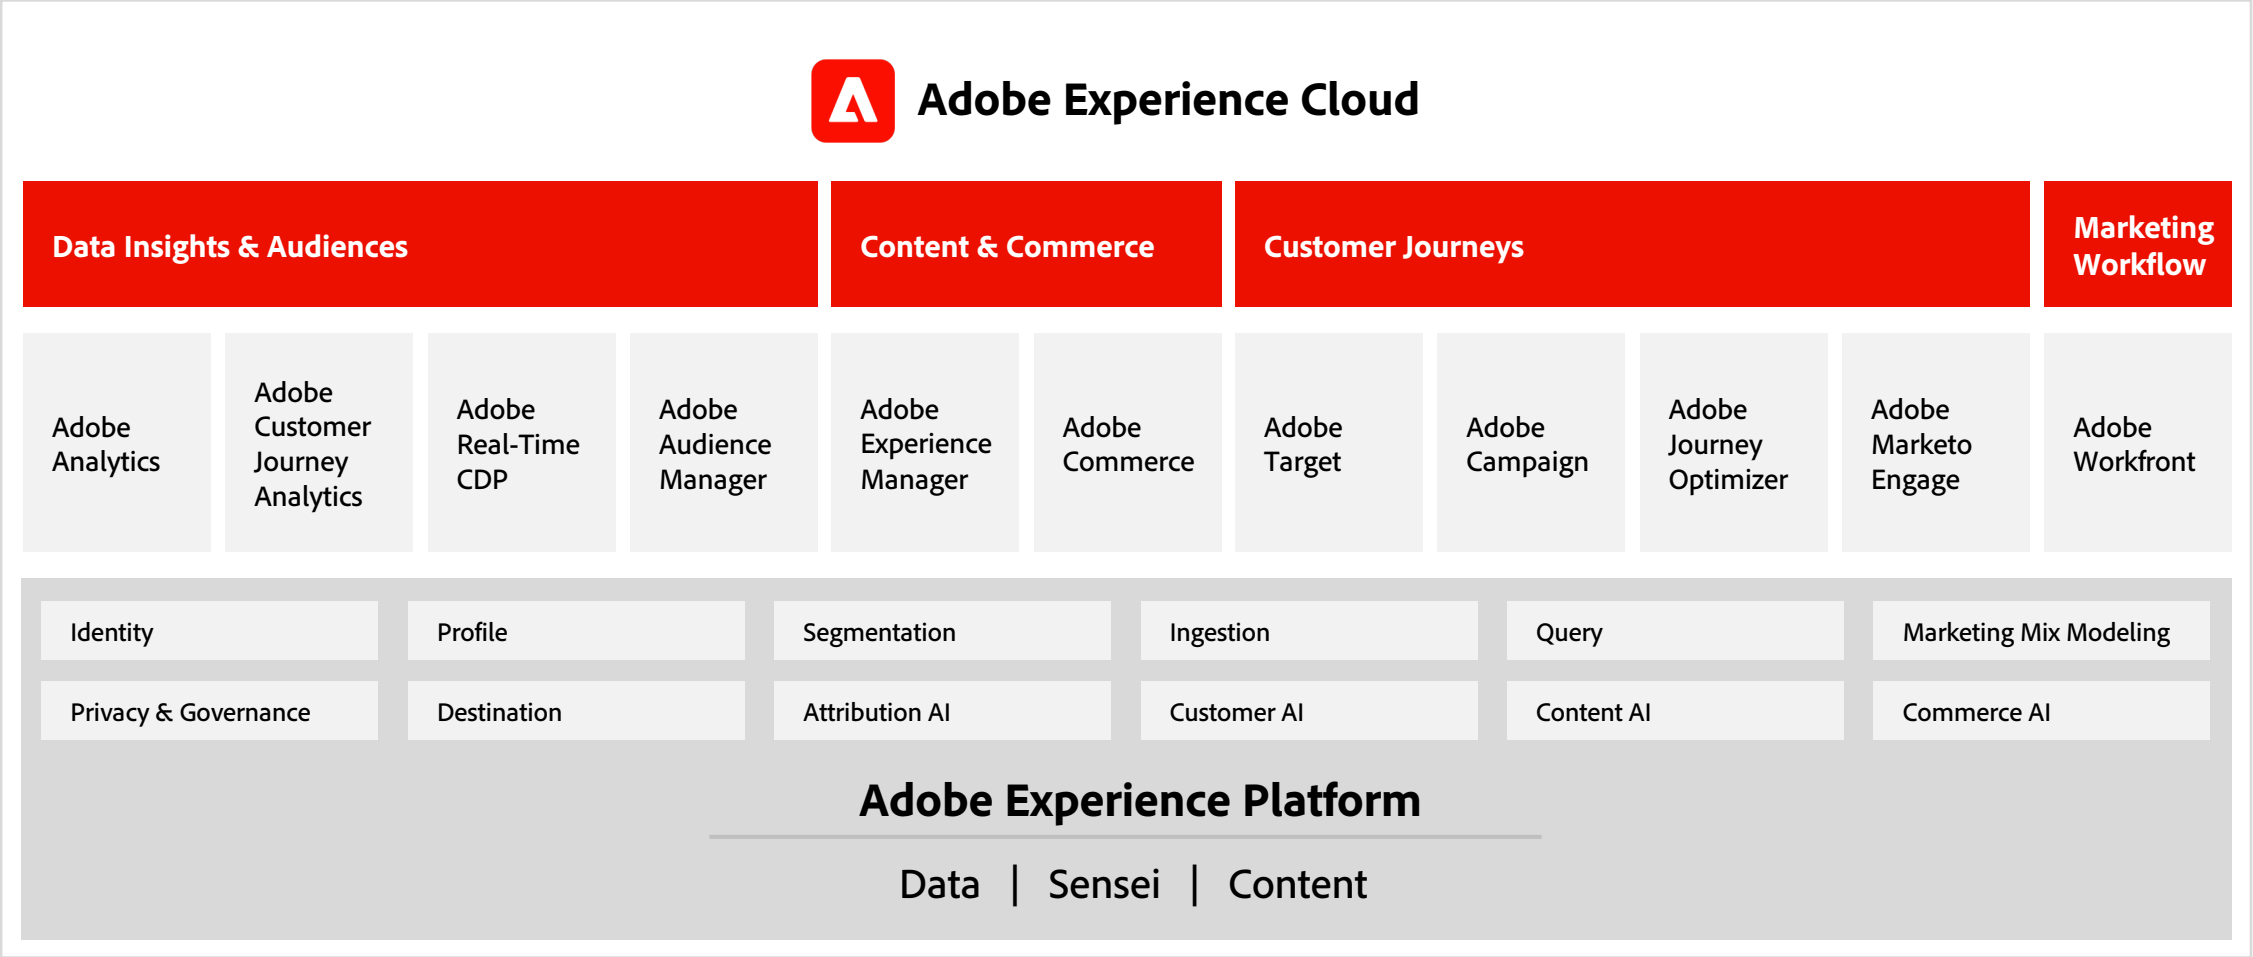 Adobe Experience Cloud
Data Insights & Audiences
Content & Commerce
Customer Journeys
Marketing
Workflow
Adobe
Analytics
Adobe
Customer
Journey
Analytics
Adobe
Real-Time
CDP
Adobe
Audience
Manager
Adobe
Experience
Manager
Adobe
Commerce
Adobe
Target
Adobe
Campaign
Adobe
Journey
Optimizer
Adobe
Marketo
Engage
Adobe
Workfront
Identity
Profile
Segmentation
Ingestion
Query
Marketing Mix Modeling
Privacy & Governance
Destination
Attribution AI
Customer AI
Content AI
Commerce AI
Adobe Experience Platform
Data | Sensei | Content